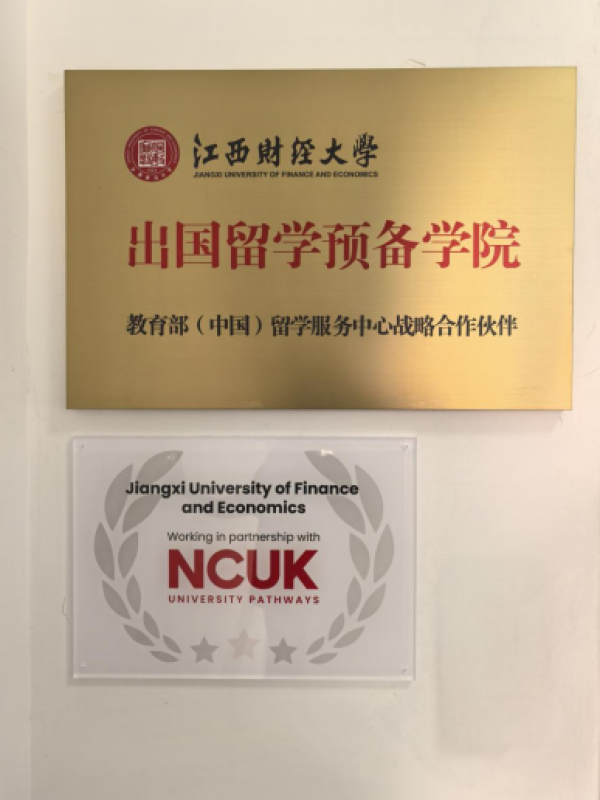 江西财经大学
JIANGXI UNIVERSITY OF FINANCE AND ECONOMICS
出国留学预备学院
教育部（中国）留学服务中心战略合作伙伴
Jiangxi University of Finance
and Economics
Working in partnership with
NCUK
UNIVERSITY PATHWAYS